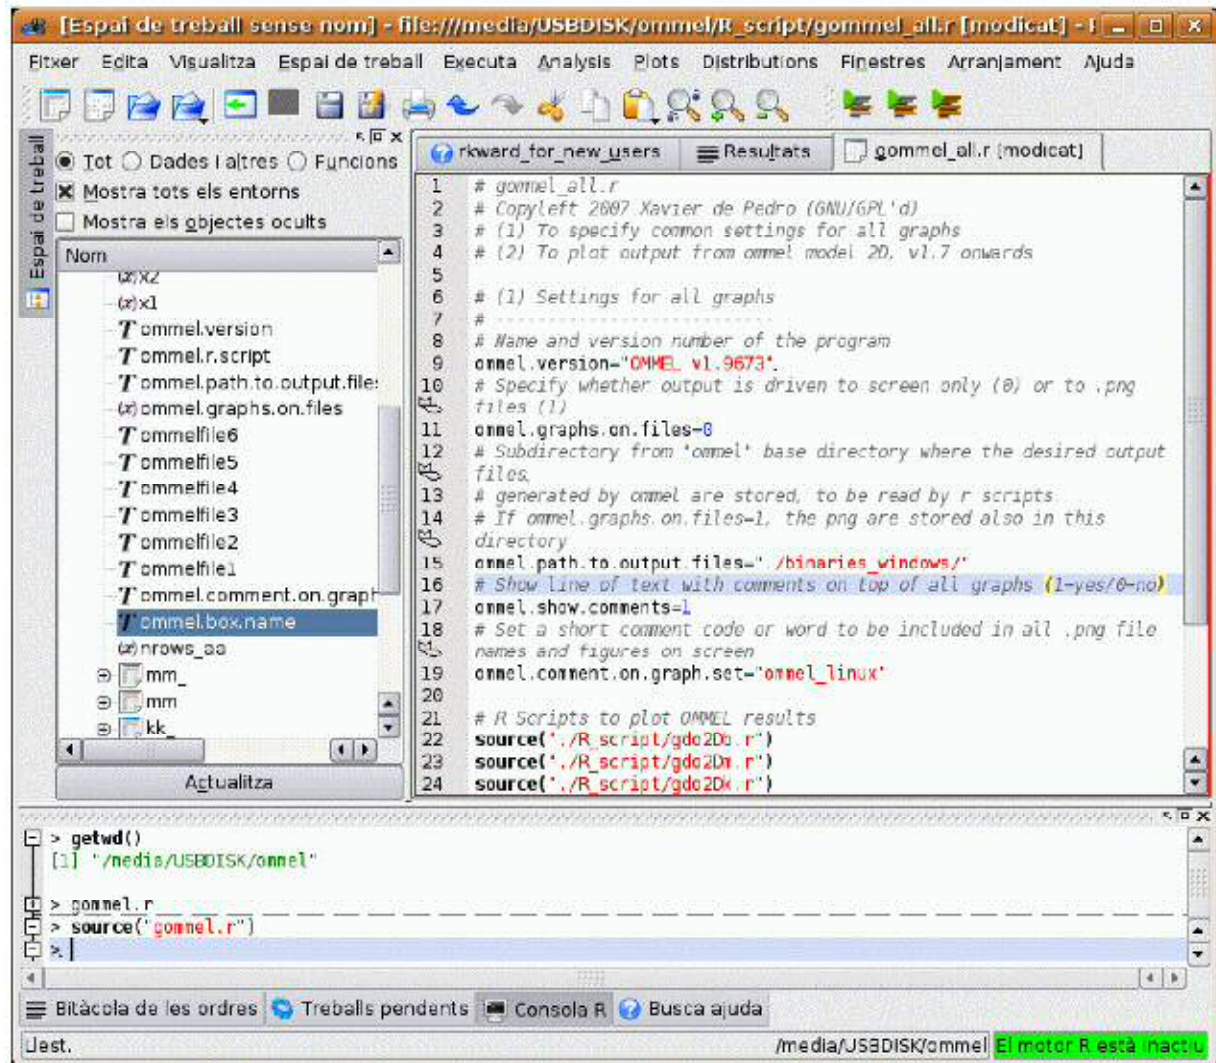 [Espai de treball sense nom] - file:///media/USBDISK/ommel/R_script/gommel_all.r [modicat] -
Fitxer Edita Visualitza Espai de treball Executa Analysis Plots Distributions Finestres Arranjament Ajuda
Espai de treball
Tot Dades i altres Funcions
Mostra tots els entorns
Mostra els objectes ocults
Nom
(x) x2
(x) x1
T ommel.version
T ommel.r.script
T ommel.path.to.output.file
(x) ommel.graphs.on.files
T ommelfile6
T ommelfile5
T ommelfile4
T ommelfile3
T ommelfile2
T ommelfile1
T ommel.comment.on.graph
T ommel.box.name
(x) nrows_aa
mm_
mm
kk_
Actualitza
rkward_for_new_users Resultats gommel_all.r [modicat]
1 # gommel_all.r
2 # Copyleft 2007 Xavier de Pedro (GNU/GPL'd)
3 # (1) To specify common settings for all graphs
4 # (2) To plot output from ommel model 2D, v1.7 onwards
5
6 # (1) Settings for all graphs
7 # ---------------------------
8 # Name and version number of the program
9 ommel.version="OMMEL v1.9673"
10 # Specify whether output is driven to screen only (0) or to .png
files (1)
11 ommel.graphs.on.files=0
12 # Subdirectory from "ommel" base directory where the desired output
files,
13 # generated by ommel are stored, to be read by r scripts
14 # If ommel.graphs.on.files=1, the png are stored also in this
directory
15 ommel.path.to.output.files="./binaries_windows/"
16 # Show line of text with comments on top of all graphs (1=yes/0=no)
17 ommel.show.comments=1
18 # Set a short comment code or word to be included in all .png file
names and figures on screen
19 ommel.comment.on.graph.set="ommel_linux"
20
21 # R Scripts to plot OMMEL results
22 source("./R_script/gdo2Db.r")
23 source("./R_script/gdo2Dm.r")
24 source("./R_script/gdo2Dk.r")
> getwd()
[1] "/media/USBDISK/ommel"
> gommel.r
> source("gommel.r")
>
Bitàcola de les ordres Treballs pendents Consola R Busca ajuda
Llest. /media/USBDISK/ommel El motor R està inactiu